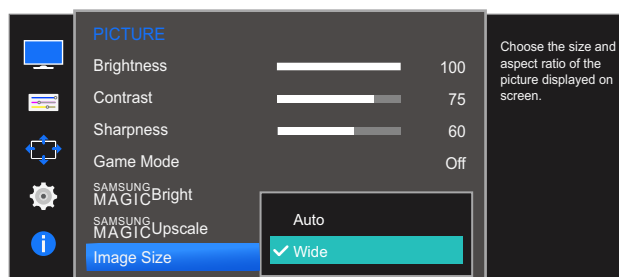 PICTURE
Brightness 100
Contrast 75
Sharpness 60
Game Mode Off
SAMSUNG
MAGICBright
SAMSUNG
MAGICUpscale
Image Size
Auto
Wide
Choose the size and
aspect ratio of the
picture displayed on
screen.